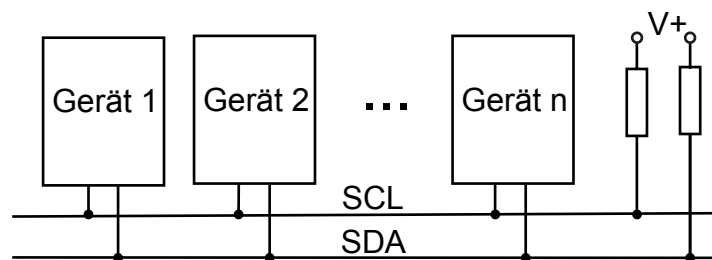 V+
Gerät 1
Gerät 2
...
Gerät n
SCL
SDA